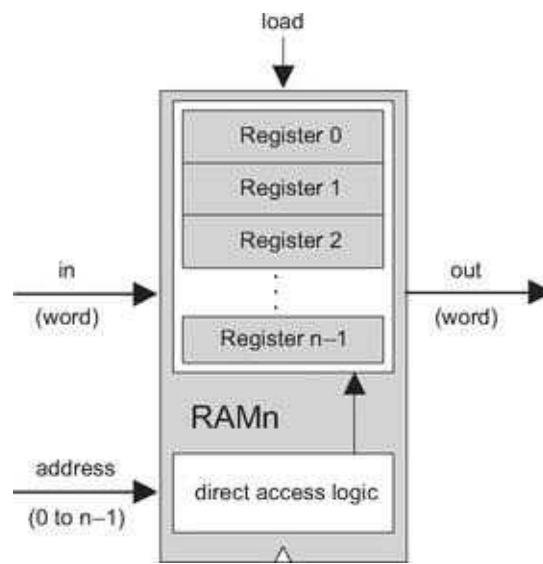 load
Register 0
Register 1
Register 2
in
(word)
out
(word)
Register n–1
RAMn
address
(0 to n–1)
direct access logic